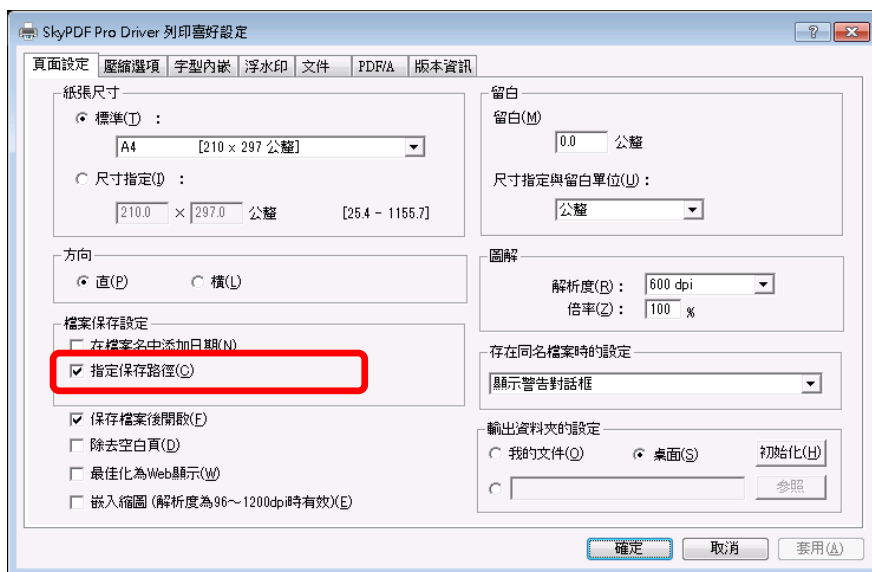 SkyPDF Pro Driver 列印喜好設定
頁面設定 壓縮選項 字型內嵌 浮水印 文件 PDF/A 版本資訊
紙張尺寸
標準(T) :
A4 [210 x 297 公釐]
尺寸指定(I) :
210.0 × 297.0 公釐 [25.4 - 1155.7]
方向
直(P) 橫(L)
檔案保存設定
在檔案名中添加日期(N)
指定保存路徑(C)
保存檔案後開啟(F)
除去空白頁(D)
最佳化為Web顯示(W)
嵌入縮圖 (解析度為96～1200dpi時有效)(E)
留白
留白(M)
0.0 公釐
尺寸指定與留白單位(U) :
公釐
圖解
解析度(R) : 600 dpi
倍率(Z) : 100 %
存在同名檔案時的設定
顯示警告對話框
輸出資料夾的設定
我的文件(O) 桌面(S) 初始化(H)
參照
確定 取消 套用(A)